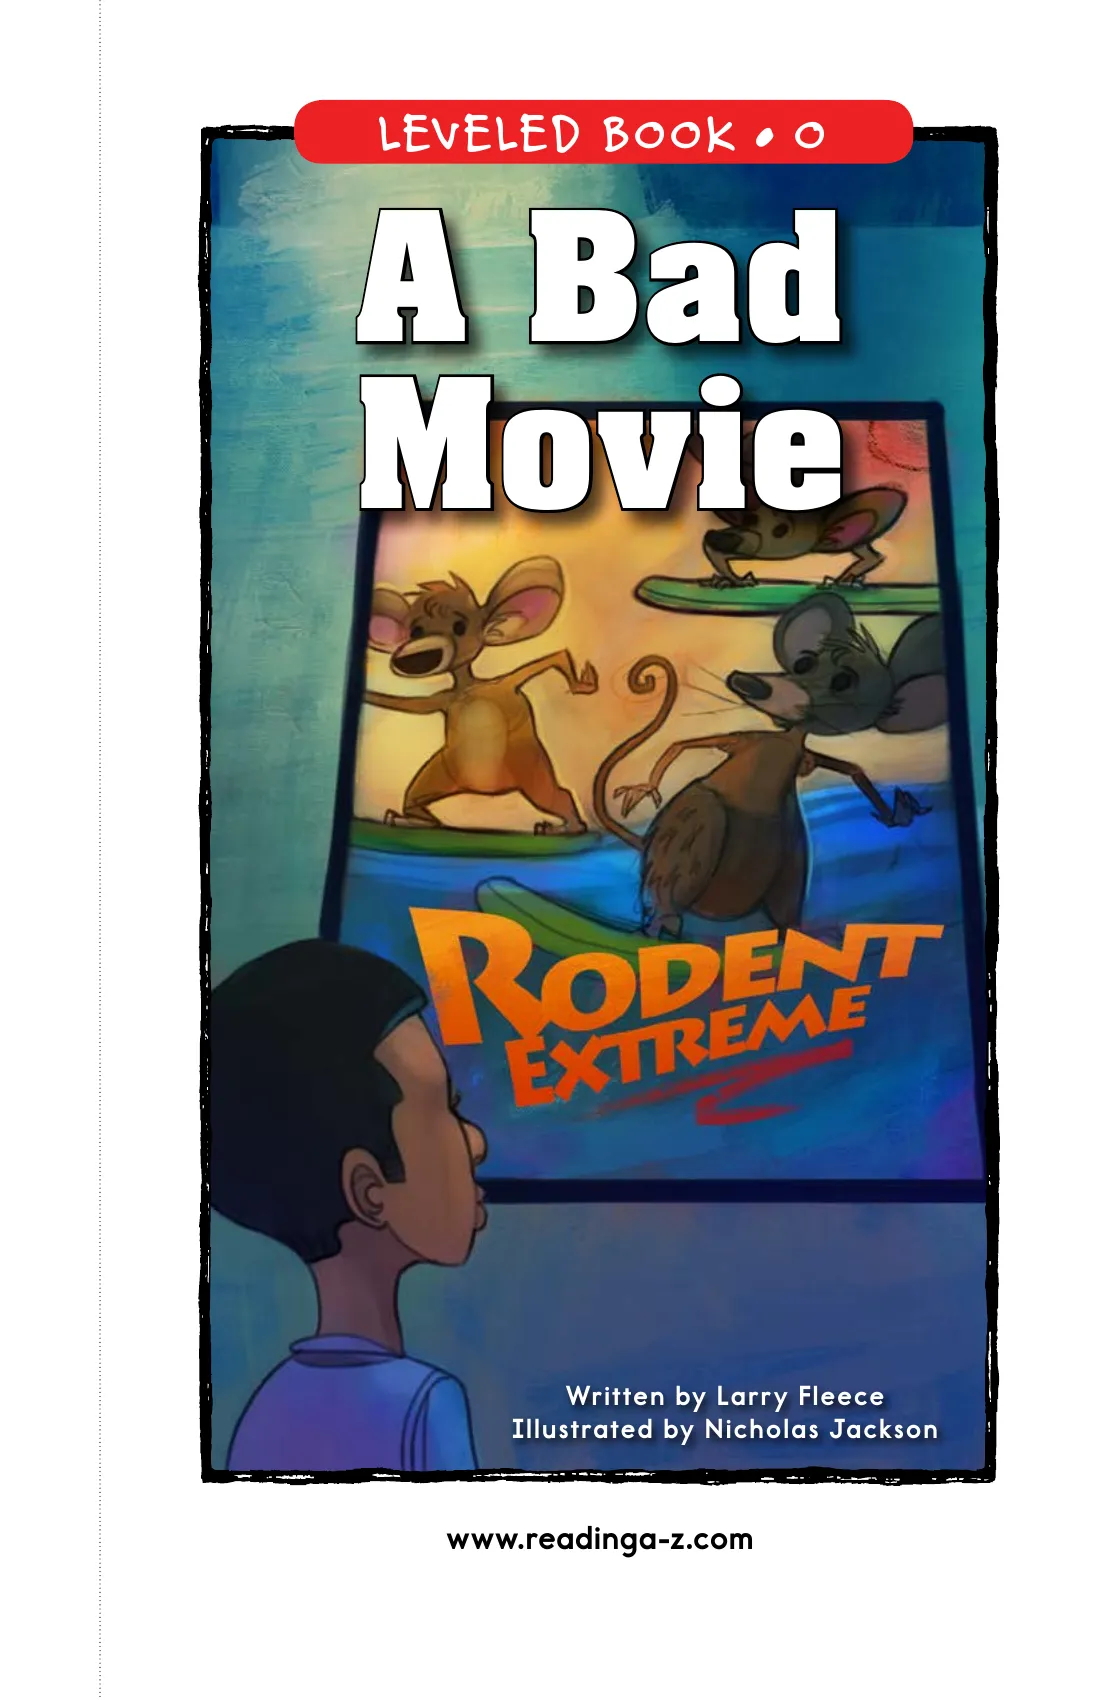 LEVELED BOOK • O
A Bad
Movie
RODENT
EXTREME
Written by Larry Fleece
Illustrated by Nicholas Jackson
www.readinga-z.com